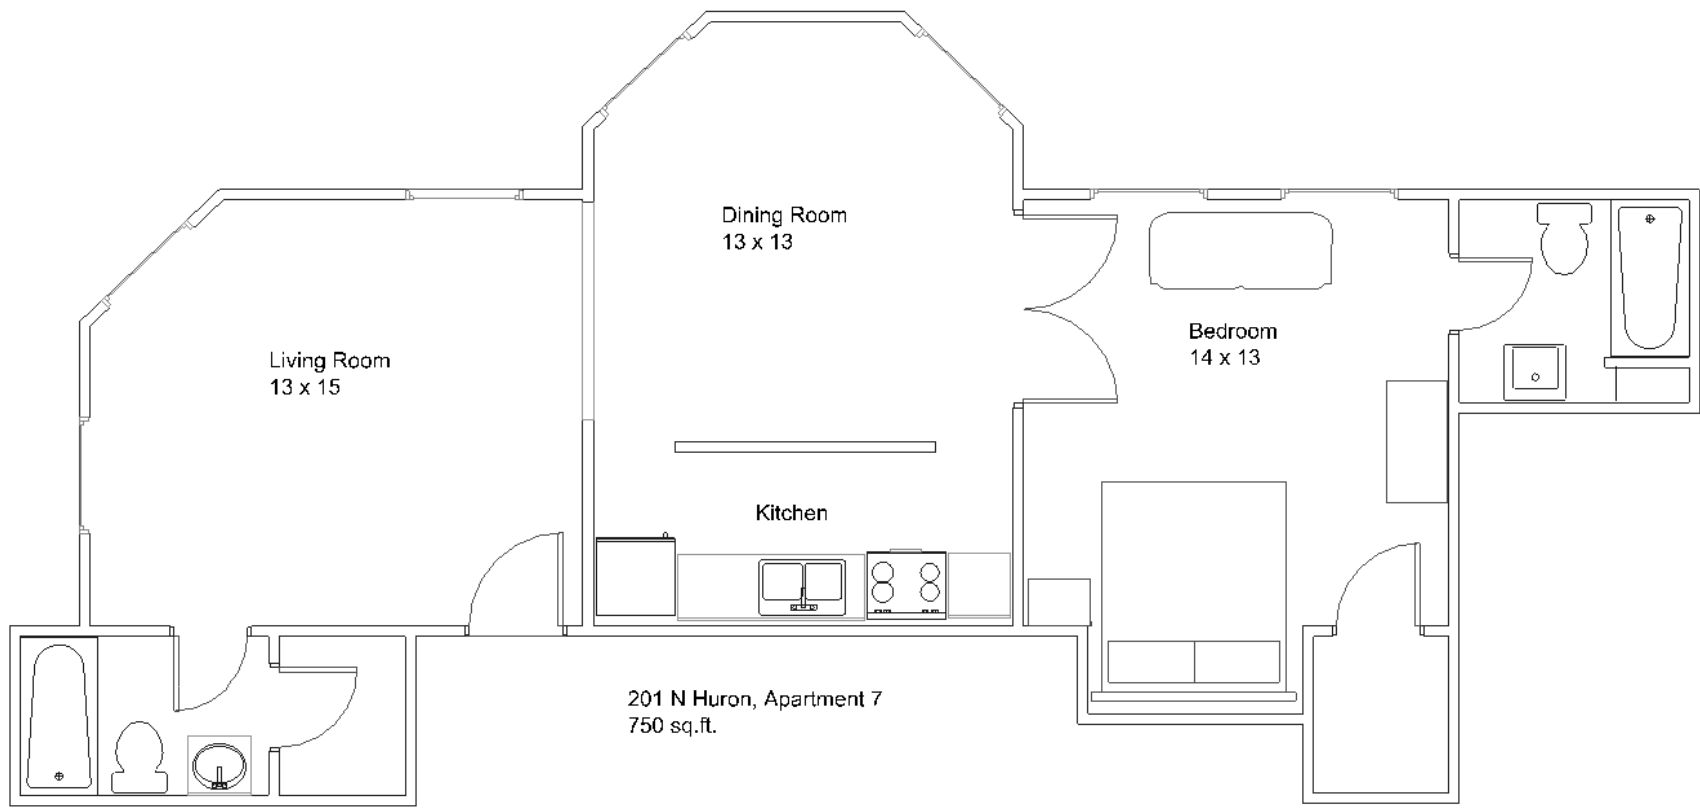 Dining Room
13 x 13
Living Room
13 x 15
Bedroom
14 x 13
Kitchen
201 N Huron, Apartment 7
750 sq.ft.